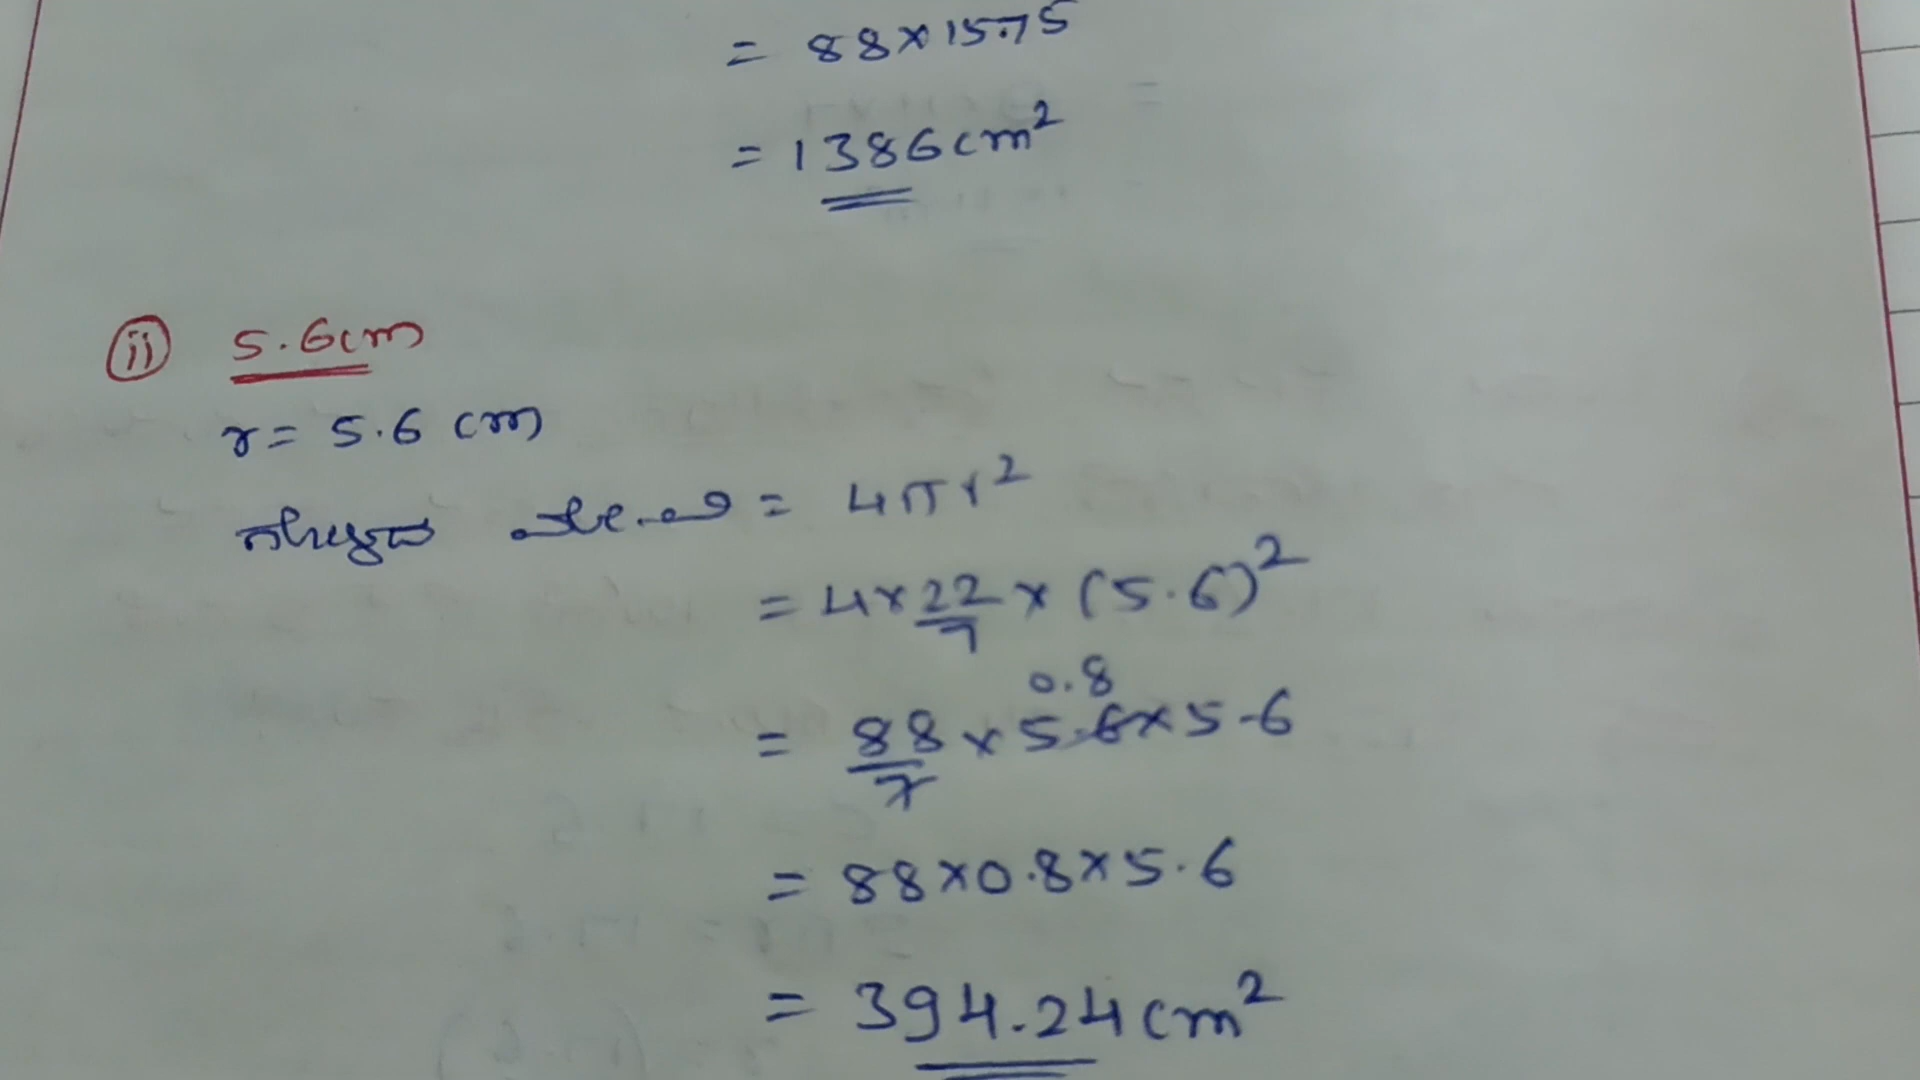 = 88×15.75
= 1386cm²
ii 5.6cm
r= 5.6 cm
ಗೋಳದ ಮೇ.ವಿ = 4πr²
= 4×22/7×(5.6)²
0.8
= 88/7×5.6×5.6
= 88×0.8×5.6
= 394.24cm²